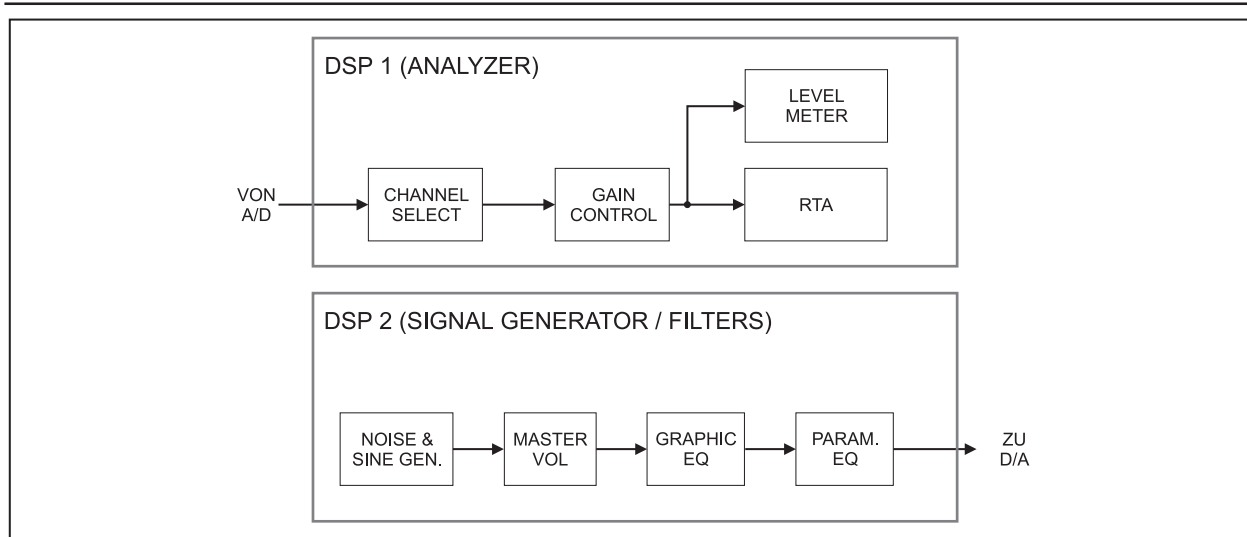 DSP 1 (ANALYZER)
LEVEL
METER
VON
A/D
CHANNEL
SELECT
GAIN
CONTROL
RTA
DSP 2 (SIGNAL GENERATOR / FILTERS)
NOISE &
SINE GEN.
MASTER
VOL
GRAPHIC
EQ
PARAM.
EQ
ZU
D/A